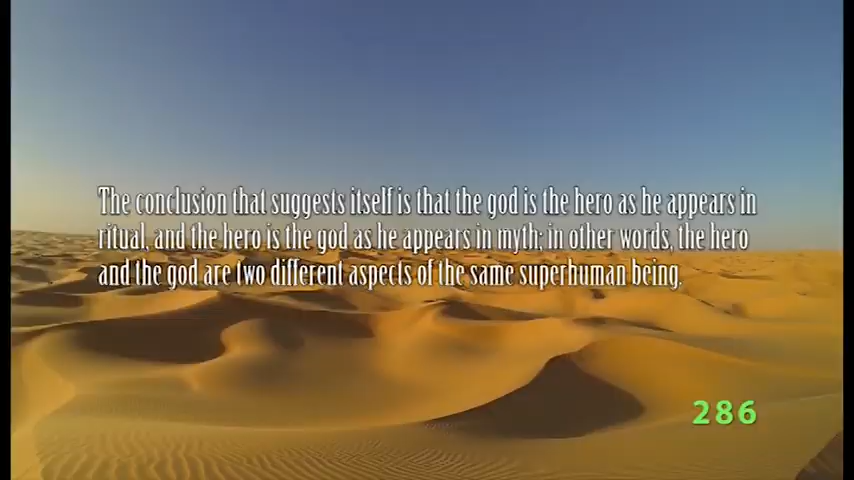 The conclusion that suggests itself is that the god is the hero as he appears in
ritual, and the hero is the god as he appears in myth; in other words, the hero
and the god are two different aspects of the same superhuman being.
286